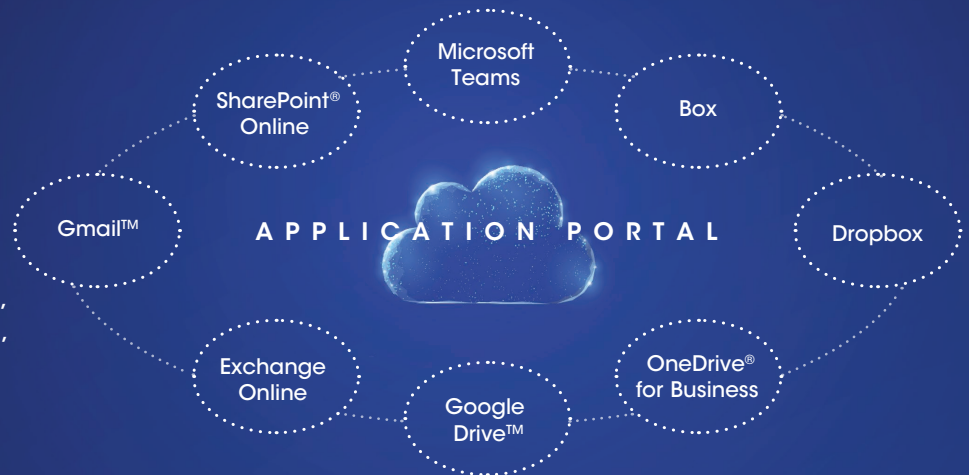 Microsoft
Teams
SharePoint®
Online
Box
Gmail™
APPLICATION PORTAL
Dropbox
,
,
Exchange
Online
OneDrive®
for Business
Google
Drive™